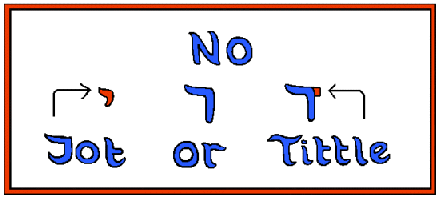 No
י ר ד
Jot or Tittle